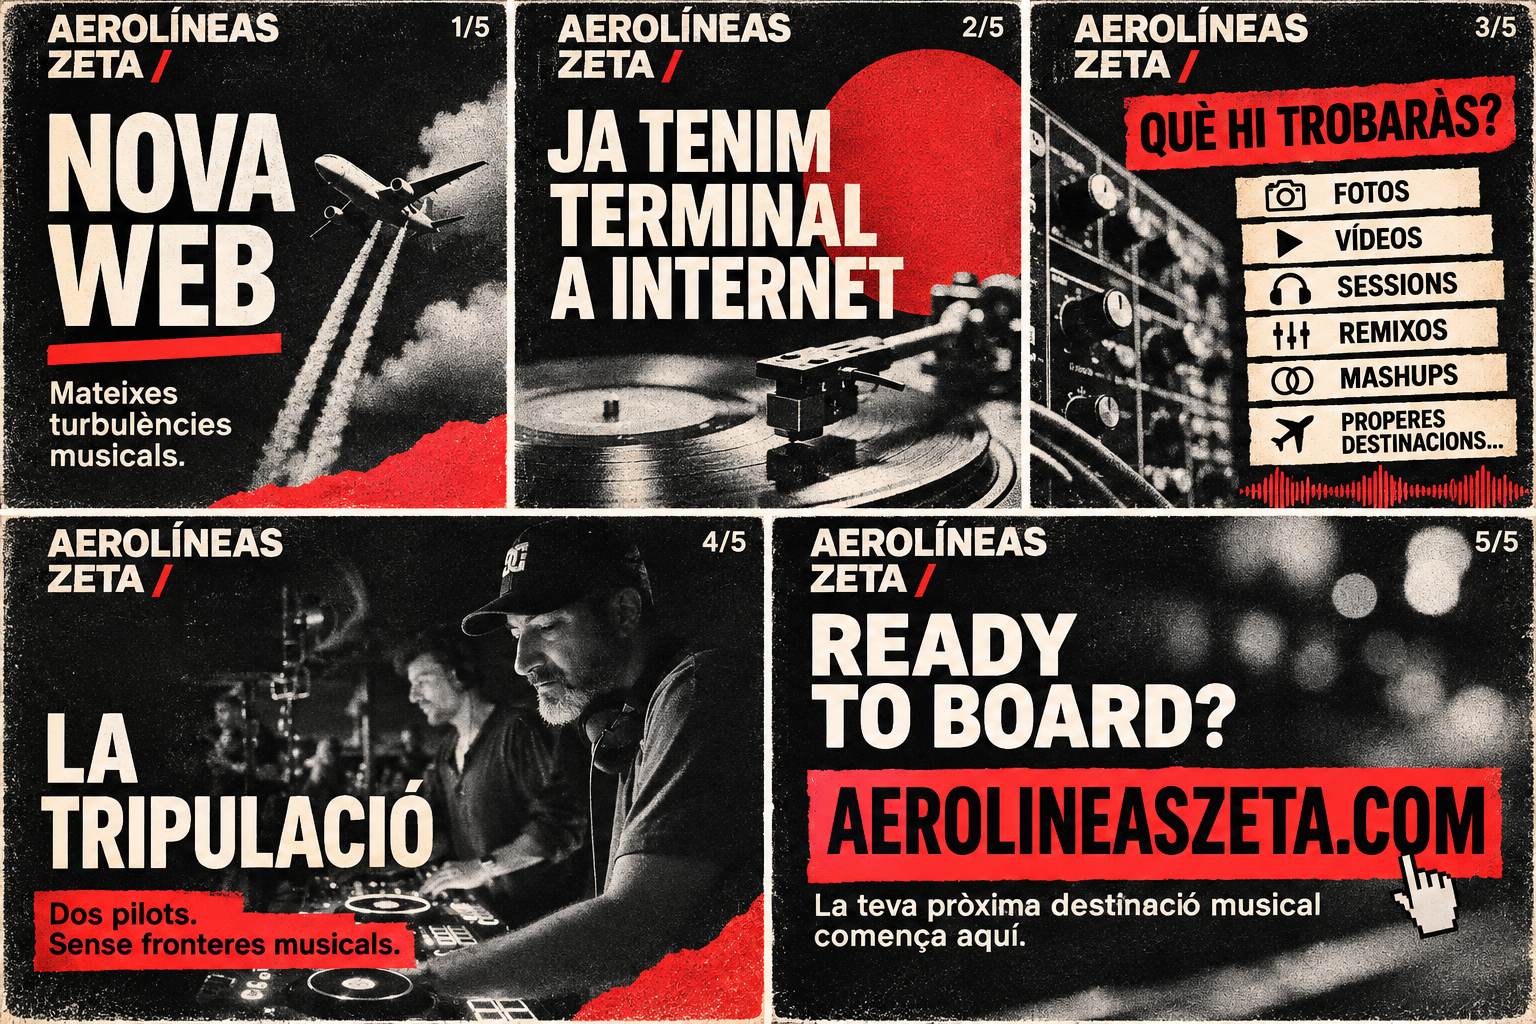 AEROLÍNEAS
ZETA /
1/5
NOVA
WEB
Mateixes
turbulències
musicals.
AEROLÍNEAS
ZETA /
2/5
JA TENIM
TERMINAL
A INTERNET
AEROLÍNEAS
ZETA /
3/5
QUÈ HI TROBARÀS?
FOTOS
VÍDEOS
SESSIONS
REMIXOS
MASHUPS
PROPERES
DESTINACIONS...
AEROLÍNEAS
ZETA /
4/5
LA
TRIPULACIÓ
Dos pilots.
Sense fronteres musicals.
AEROLÍNEAS
ZETA /
5/5
READY
TO BOARD?
AEROLINEASZETA.COM
La teva pròxima destinació musical
comença aquí.